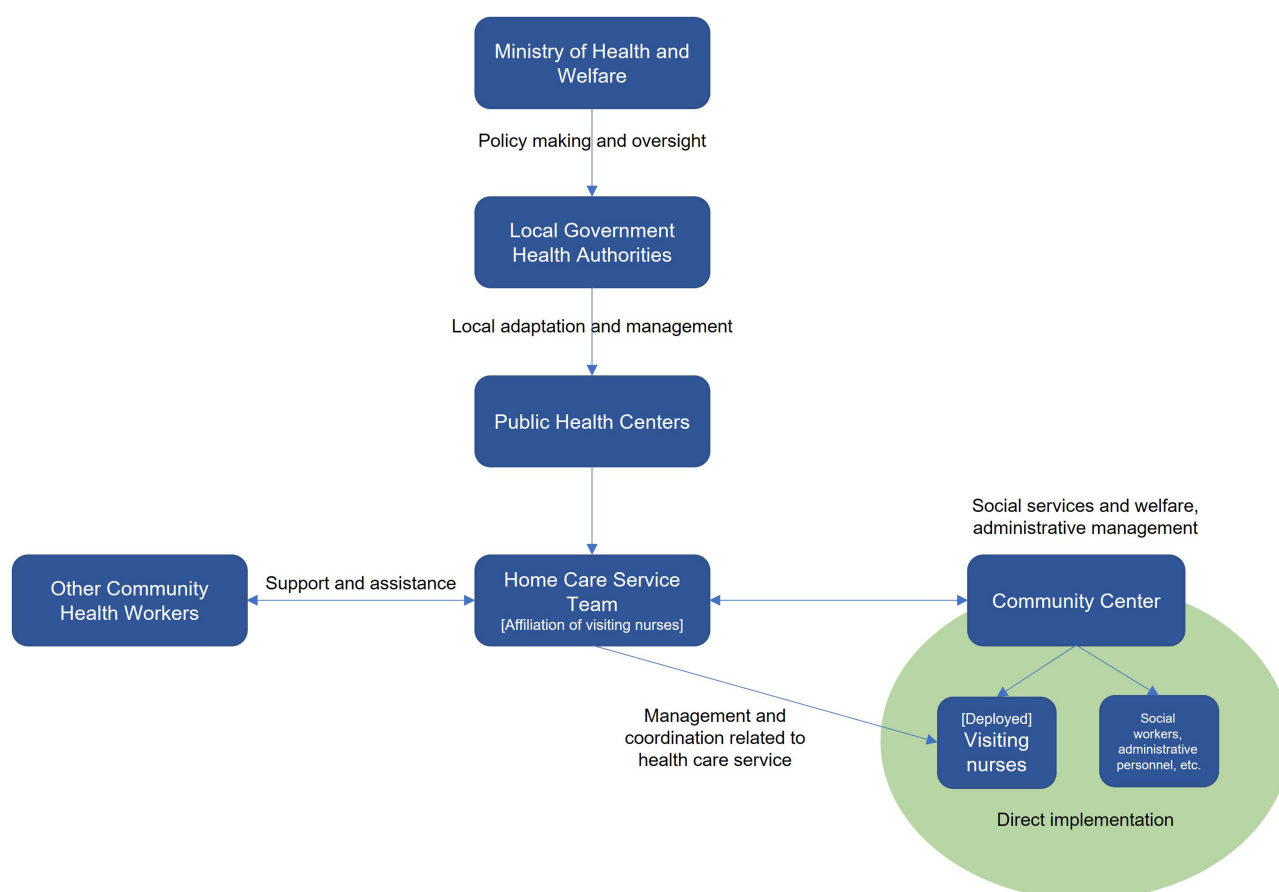 Ministry of Health and
Welfare
Policy making and oversight
Local Government
Health Authorities
Local adaptation and management
Public Health Centers
Social services and welfare,
administrative management
Other Community
Health Workers
Support and assistance
Home Care Service
Team
[Affiliation of visiting nurses]
Community Center
Management and
coordination related to
health care service
[Deployed]
Visiting
nurses
Social
workers,
administrative
personnel, etc.
Direct implementation